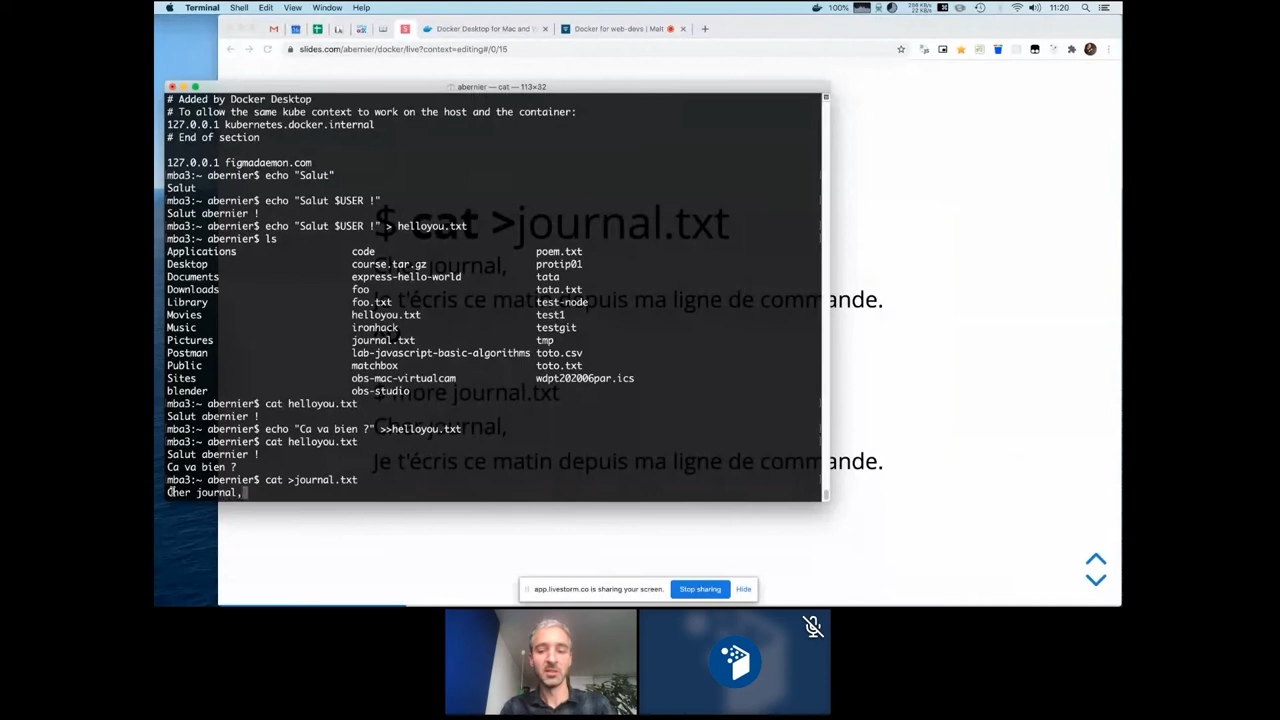 Terminal Shell Edit View Window Help 100% 11:20
Docker Desktop for Mac and
Docker for web-devs | Malt
slides.com/abernier/docker/live?context=editing#/0/15
abernier — cat — 113×32
# Added by Docker Desktop
# To allow the same kube context to work on the host and the container:
127.0.0.1 kubernetes.docker.internal
# End of section
127.0.0.1 figmadaemon.com
mba3:~ abernier$ echo "Salut"
Salut
mba3:~ abernier$ echo "Salut $USER !"
Salut abernier !
mba3:~ abernier$ echo "Salut $USER !" > helloyou.txt
mba3:~ abernier$ ls
Applications code poem.txt
Desktop course.tar.gz protip01
Documents express-hello-world tata
Downloads foo tata.txt
Library foo.txt test-node
Movies helloyou.txt test1
Music ironhack testgit
Pictures journal.txt tmp
Postman lab-javascript-basic-algorithms toto.csv
Public matchbox toto.txt
Sites obs-mac-virtualcam wdpt202006par.ics
blender obs-studio
mba3:~ abernier$ cat helloyou.txt
Salut abernier !
mba3:~ abernier$ echo "Ca va bien ?" >>helloyou.txt
mba3:~ abernier$ cat helloyou.txt
Salut abernier !
Ca va bien ?
mba3:~ abernier$ cat >journal.txt
Cher journal,
$ cat >journal.txt
Cher journal,
Je t'écris ce matin depuis ma ligne de commande.
$ more journal.txt
Cher journal,
Je t'écris ce matin depuis ma ligne de commande.
app.livestorm.co is sharing your screen. Stop sharing Hide